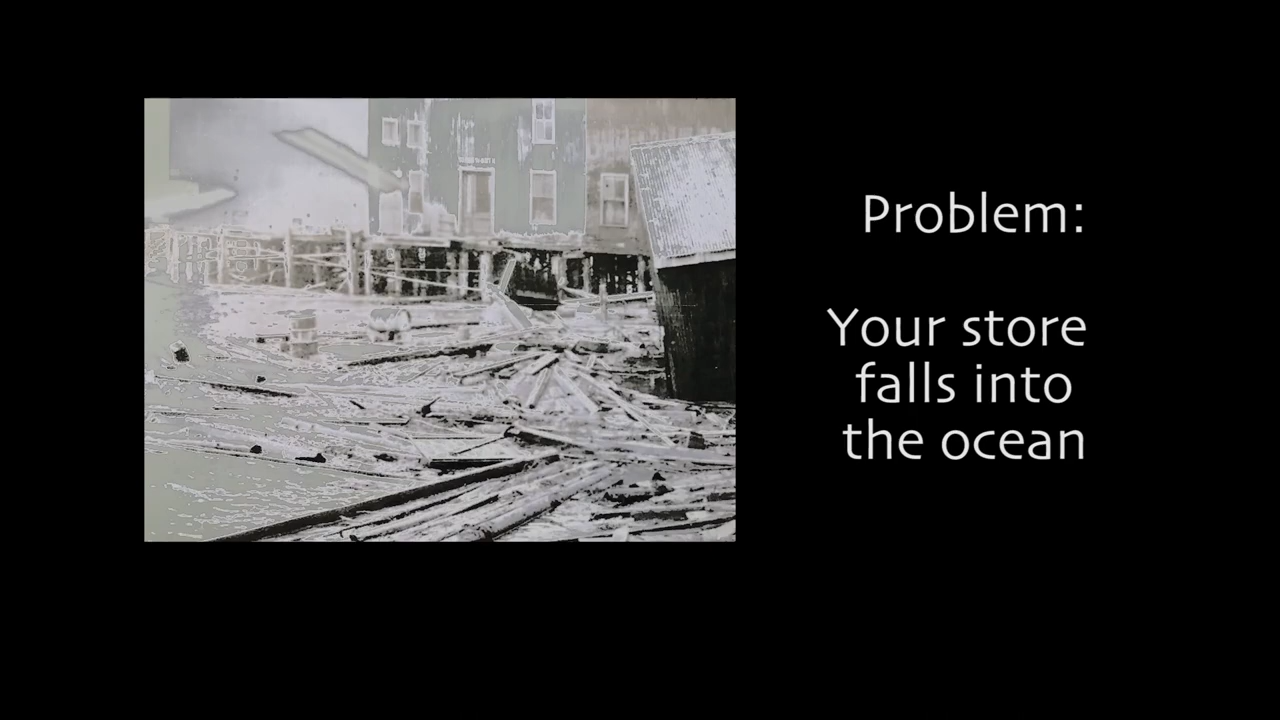 Problem:
Your store
falls into
the ocean